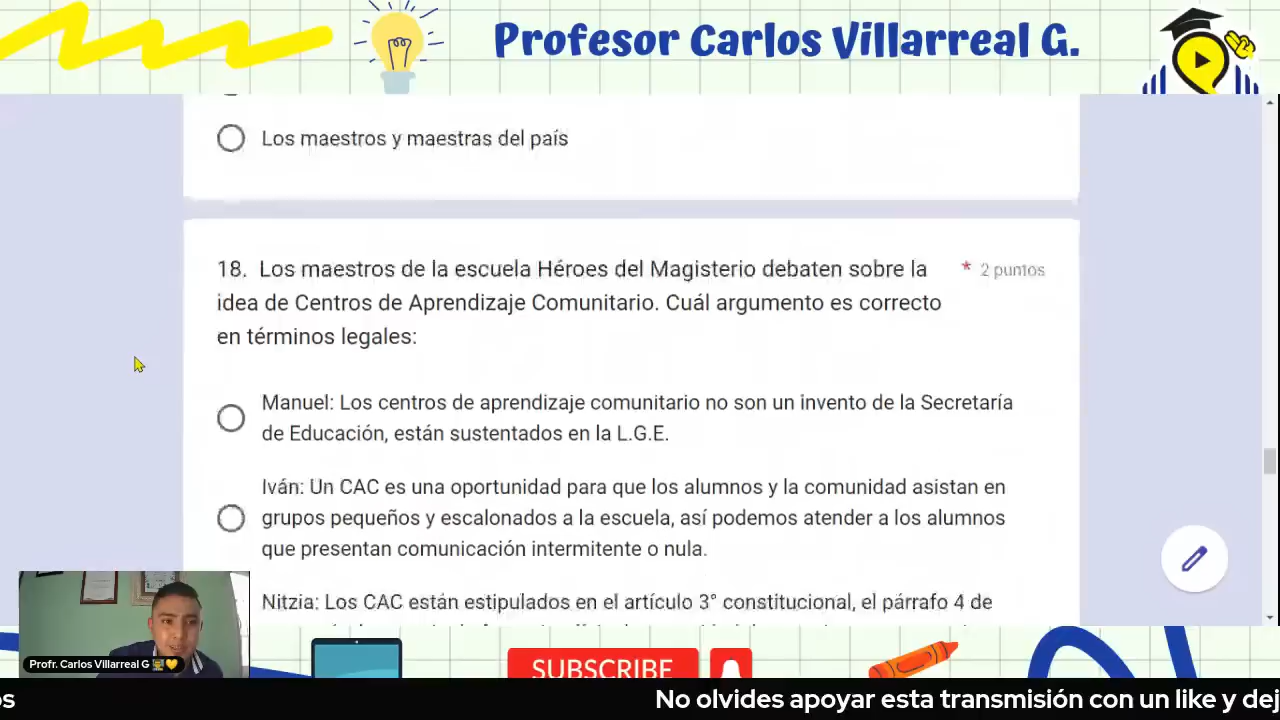 Profesor Carlos Villarreal G.
Los maestros y maestras del país
18. Los maestros de la escuela Héroes del Magisterio debaten sobre la
* 2 puntos
idea de Centros de Aprendizaje Comunitario. Cuál argumento es correcto
en términos legales:
Manuel: Los centros de aprendizaje comunitario no son un invento de la Secretaría
de Educación, están sustentados en la L.G.E.
Iván: Un CAC es una oportunidad para que los alumnos y la comunidad asistan en
grupos pequeños y escalonados a la escuela, así podemos atender a los alumnos
que presentan comunicación intermitente o nula.
Nitzia: Los CAC están estipulados en el artículo 3° constitucional, el párrafo 4 de
Profr. Carlos Villarreal G
SUBSCRIBE
os
No olvides apoyar esta transmisión con un like y dej